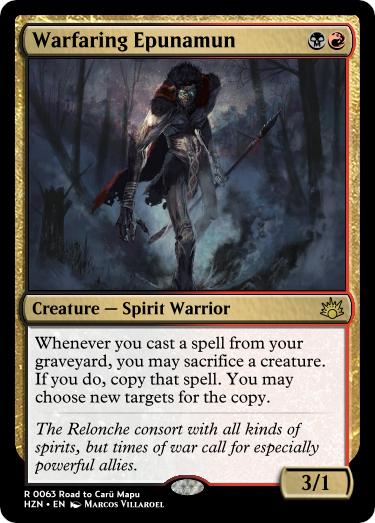 Warfaring Epunamun
Creature — Spirit Warrior
Whenever you cast a spell from your
graveyard, you may sacrifice a creature.
If you do, copy that spell. You may
choose new targets for the copy.
The Relonche consort with all kinds of
spirits, but times of war call for especially
powerful allies.
3/1
R 0063 Road to Carü Mapu
HZN • EN Marcos Villaroel